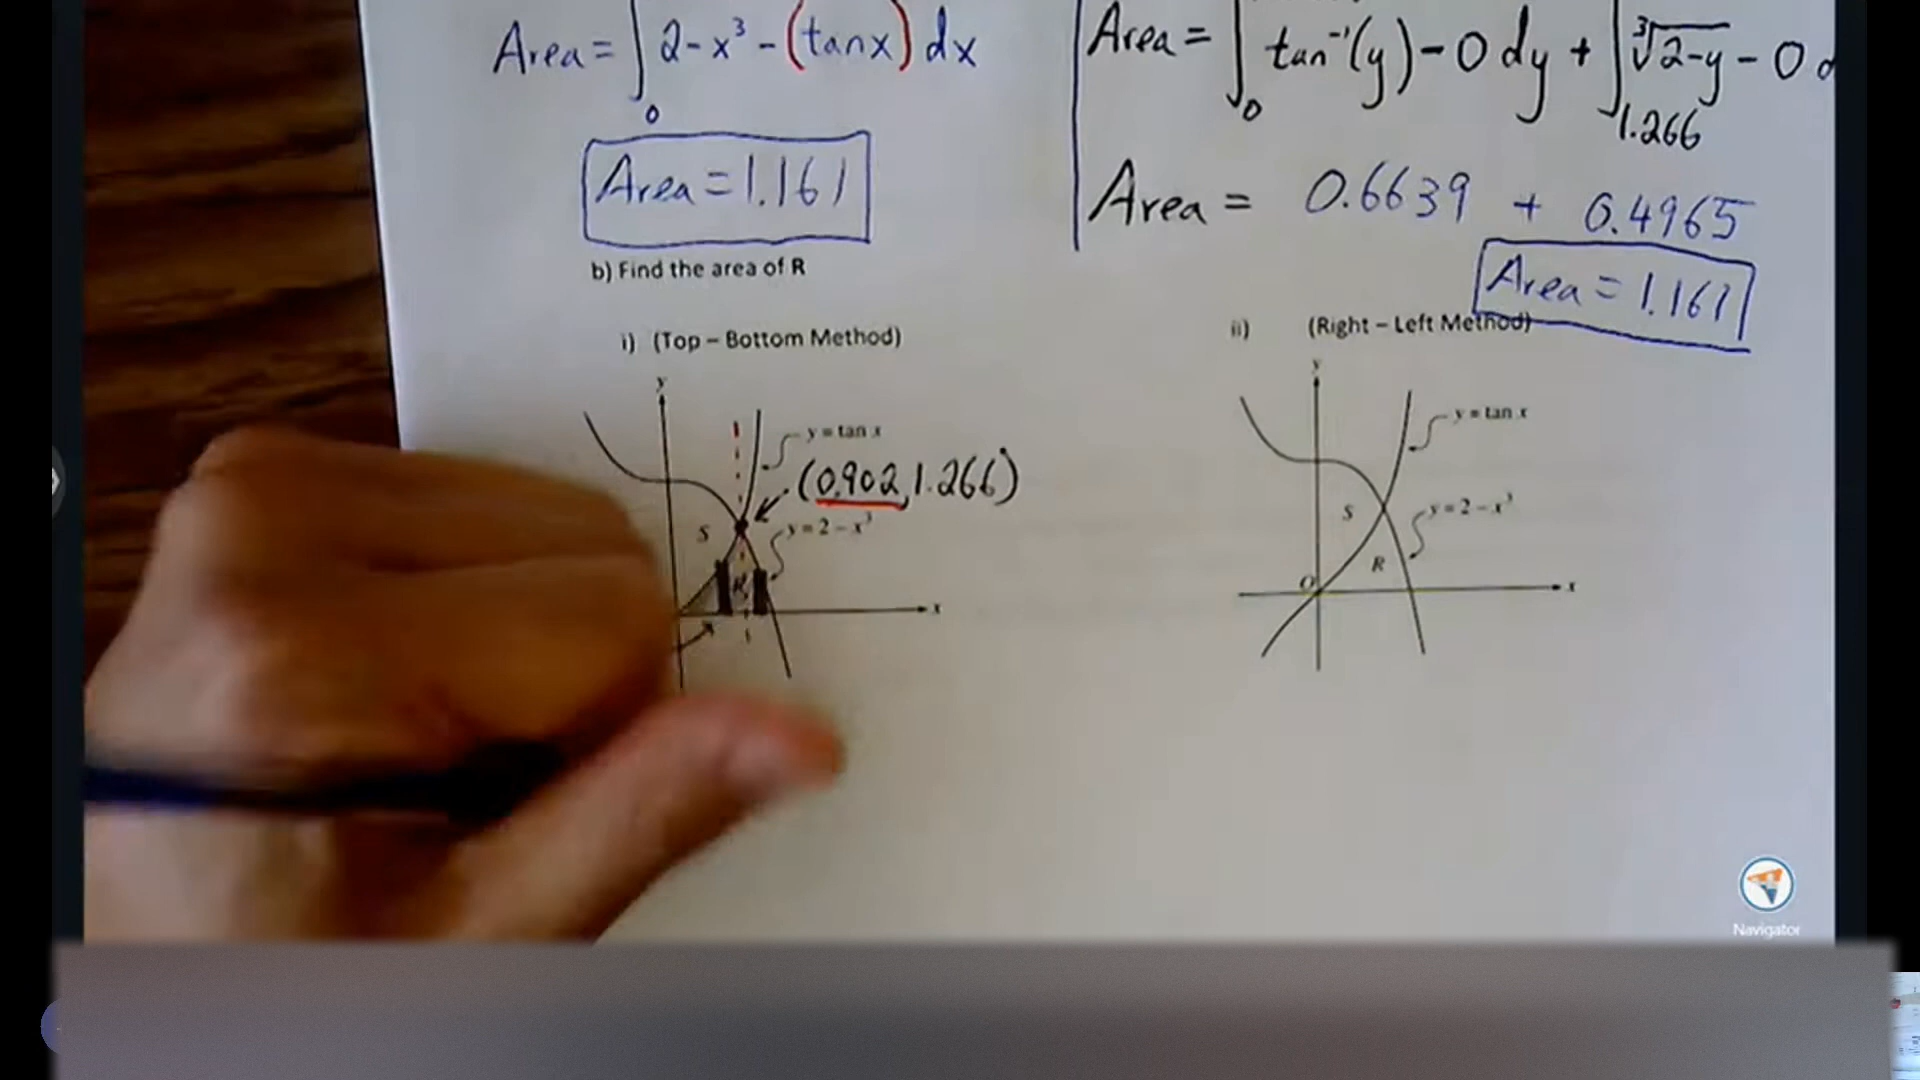 Area = ∫ 2 - x³ - (tanx) dx
0
Area = 1.161
Area = ∫ tan⁻¹(y) - 0 dy + ∫ ∛2-y - 0 d
0
1.266
Area = 0.6639 + 0.4965
Area = 1.161
b) Find the area of R
i) (Top – Bottom Method)
y
y = tan x
(0.902, 1.266)
S
y = 2 – x³
R
x
ii) (Right – Left Method)
y
y = tan x
S
y = 2 – x³
R
O
x
Navigator